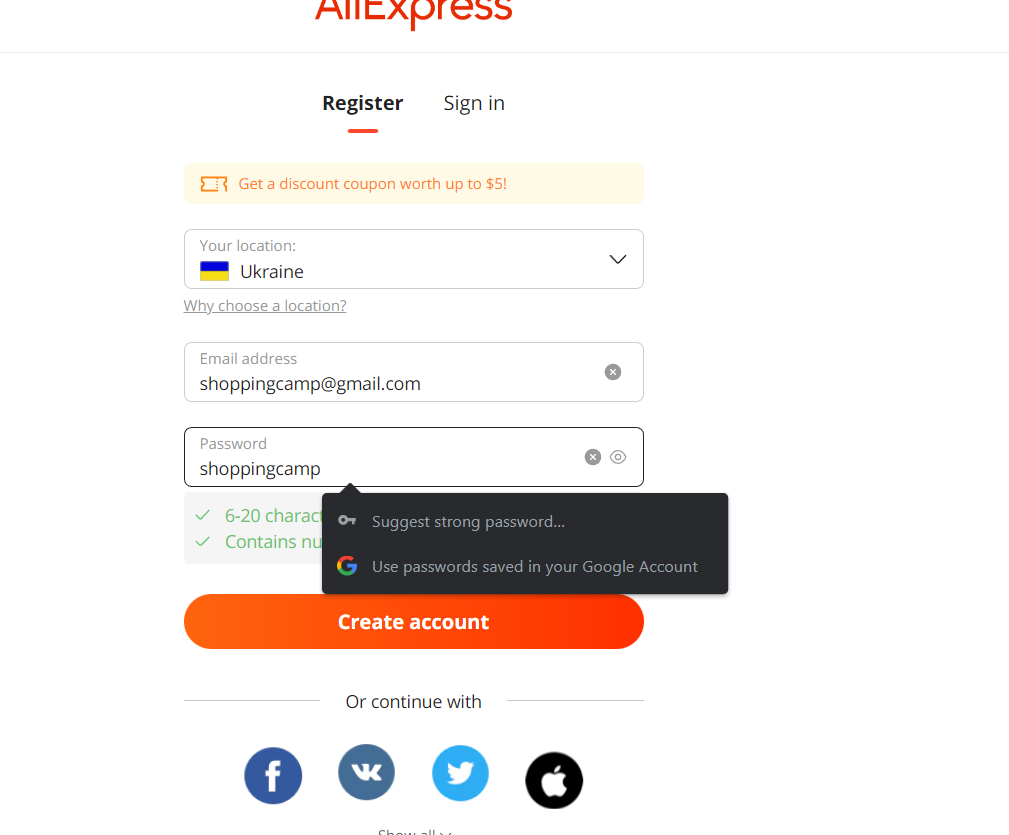 AliExpress
Register Sign in
Get a discount coupon worth up to $5!
Your location:
Ukraine
Why choose a location?
Email address
shoppingcamp@gmail.com
Password
shoppingcamp
6-20 charact
Contains nu
Suggest strong password...
Use passwords saved in your Google Account
Create account
Or continue with
Show all